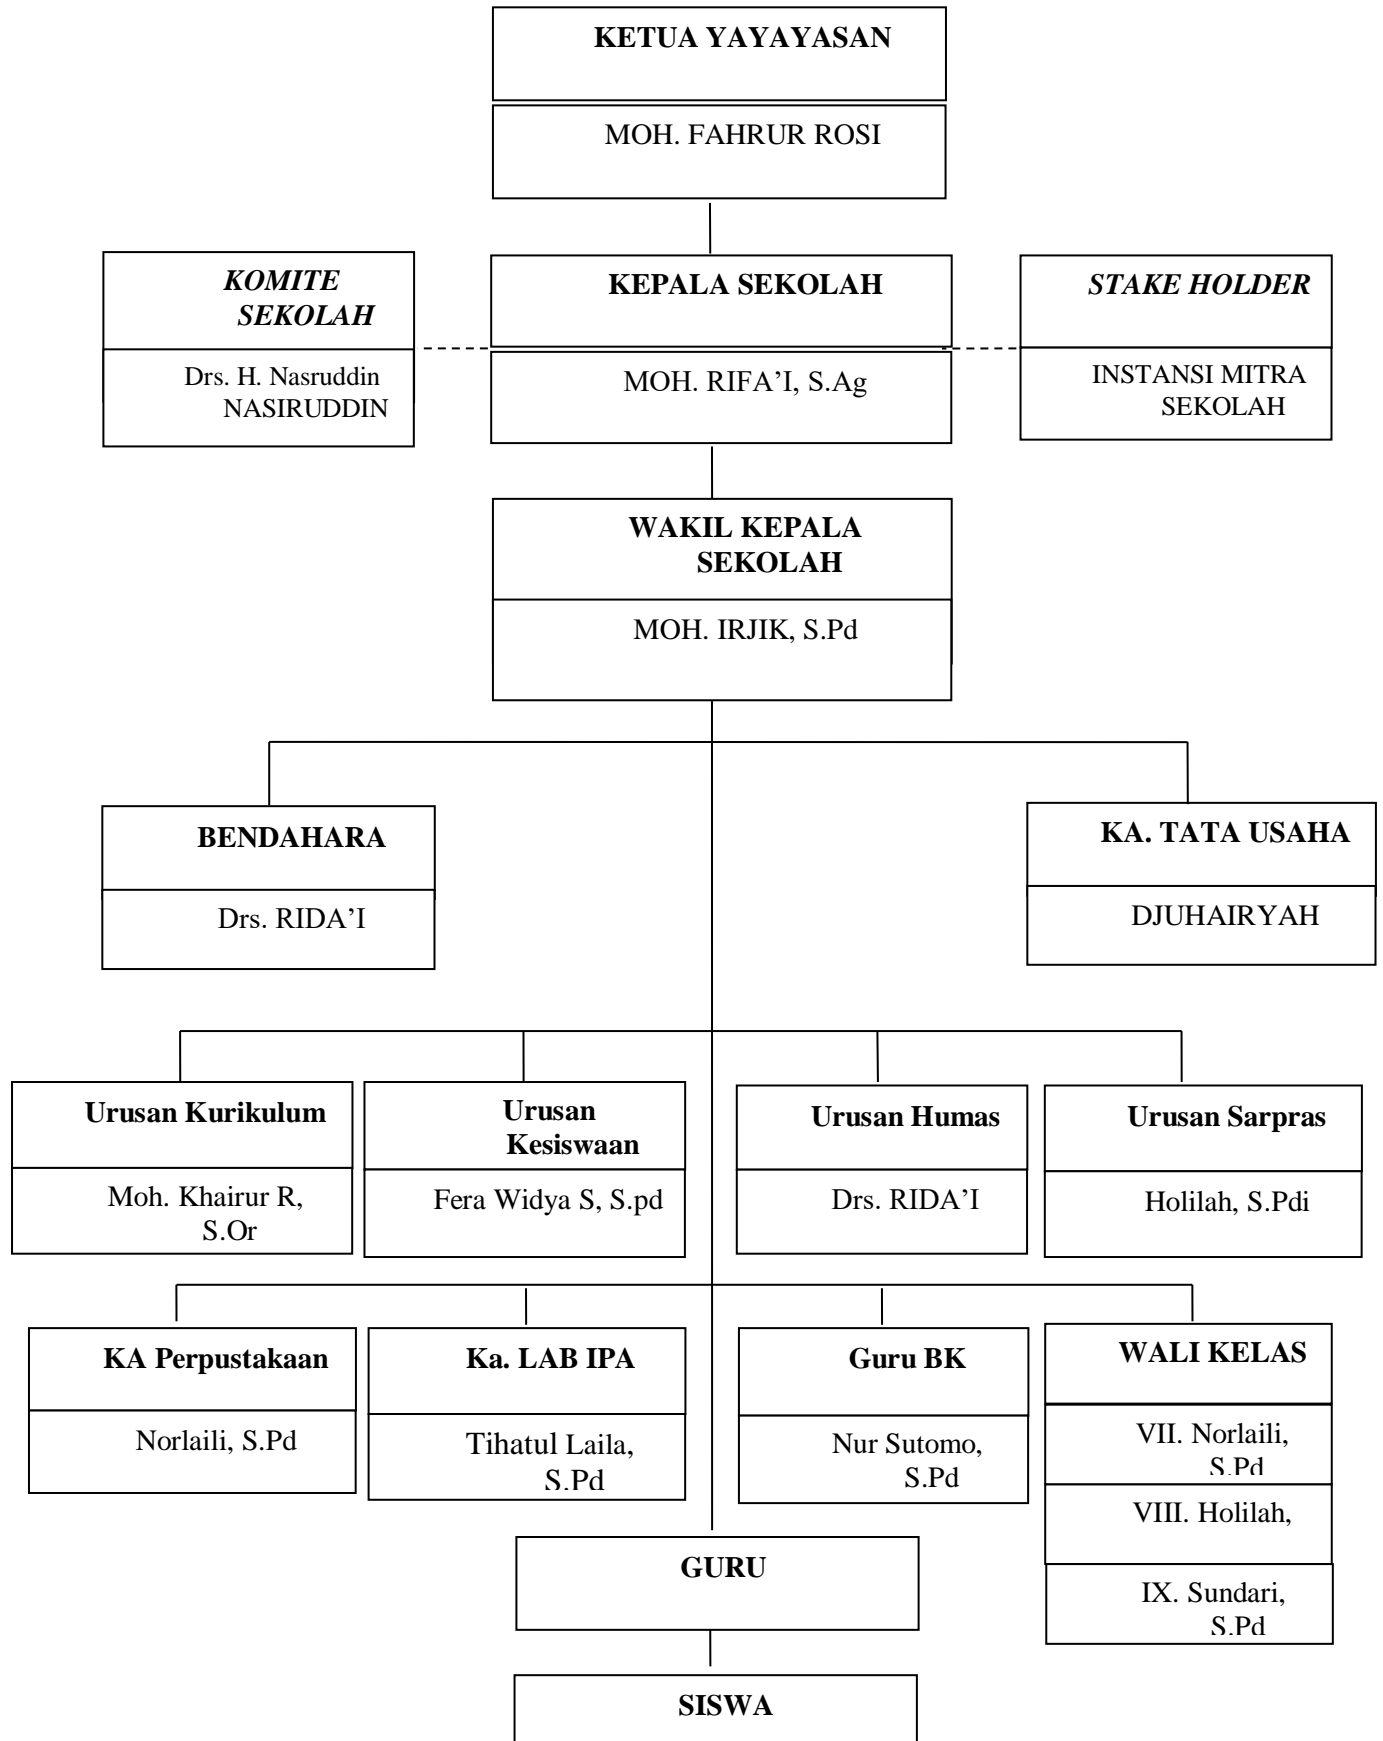 KETUA YAYAYASAN
MOH. FAHRUR ROSI
KOMITE
SEKOLAH
Drs. H. Nasruddin
NASIRUDDIN
KEPALA SEKOLAH
MOH. RIFA’I, S.Ag
STAKE HOLDER
INSTANSI MITRA
SEKOLAH
WAKIL KEPALA
SEKOLAH
MOH. IRJIK, S.Pd
BENDAHARA
Drs. RIDA’I
KA. TATA USAHA
DJUHAIRYAH
Urusan Kurikulum
Moh. Khairur R,
S.Or
Urusan
Kesiswaan
Fera Widya S, S.pd
Urusan Humas
Drs. RIDA’I
Urusan Sarpras
Holilah, S.Pdi
KA Perpustakaan
Norlaili, S.Pd
Ka. LAB IPA
Tihatul Laila,
S.Pd
Guru BK
Nur Sutomo,
S.Pd
WALI KELAS
VII. Norlaili,
S.Pd
VIII. Holilah,
IX. Sundari,
S.Pd
GURU
SISWA